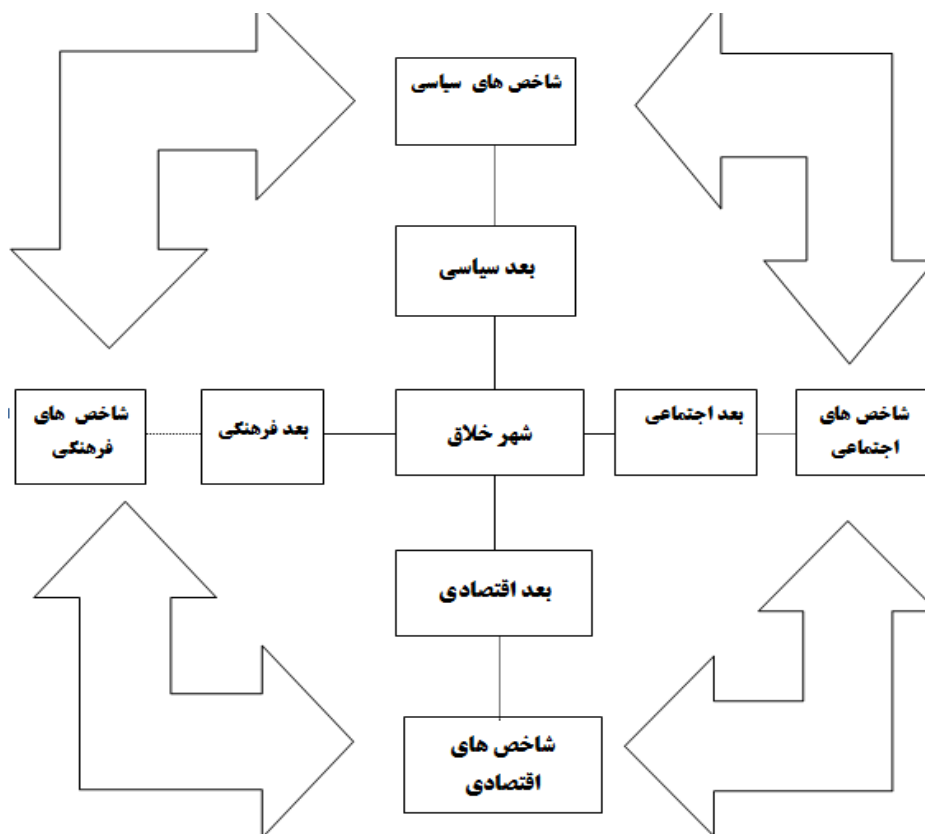 شاخص های سیاسی
بعد سیاسی
شاخص های
اجتماعی
بعد اجتماعی
شهر خلاق
بعد فرهنگی
شاخص های
فرهنگی
بعد اقتصادی
شاخص های
اقتصادی